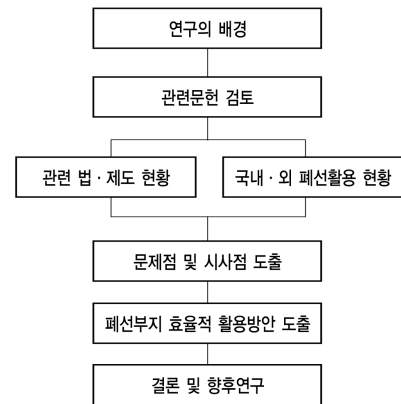 연구의 배경
관련문헌 검토
관련 법·제도 현황
국내·외 폐선활용 현황
문제점 및 시사점 도출
폐선부지 효율적 활용방안 도출
결론 및 향후연구